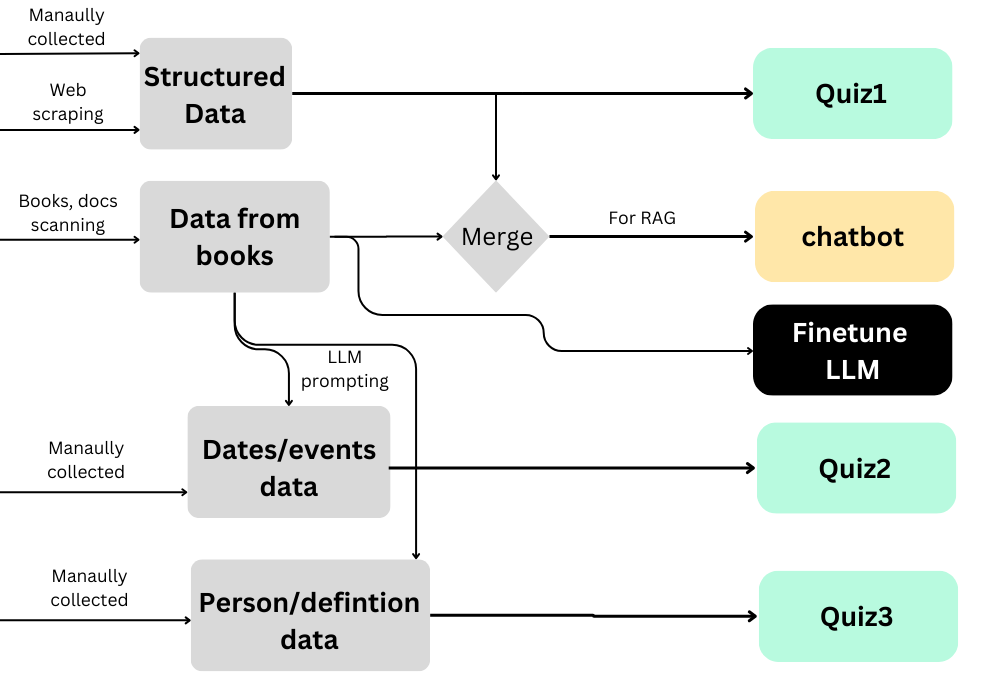 Manaully
collected
Web
scraping
Structured
Data
Quiz1
Books, docs
scanning
Data from
books
Merge
For RAG
chatbot
Finetune
LLM
LLM
prompting
Manaully
collected
Dates/events
data
Quiz2
Manaully
collected
Person/defintion
data
Quiz3